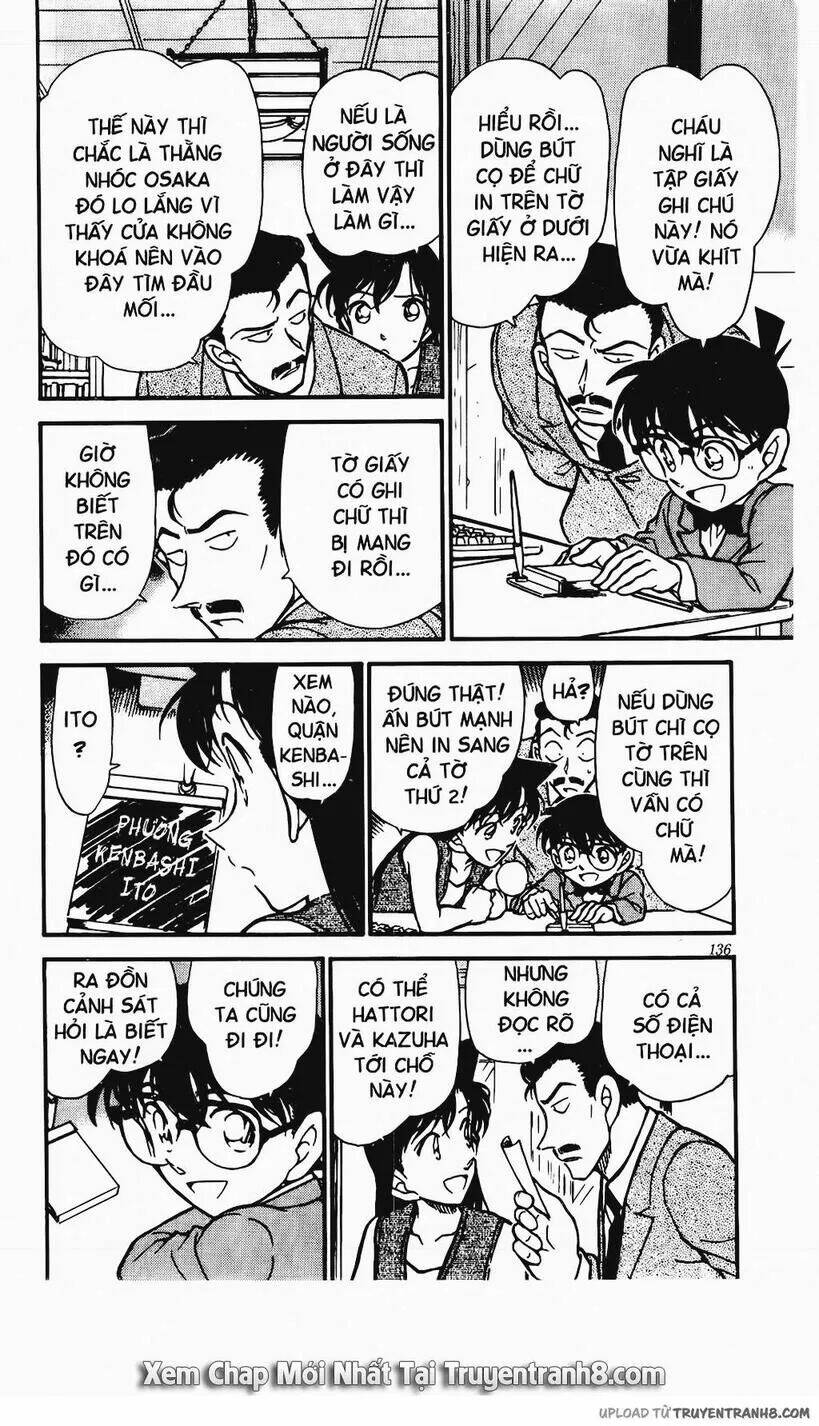 CHÁU
NGHĨ LÀ
TẬP GIẤY
GHI CHÚ
NÀY! NÓ
VỪA KHÍT
MÀ!
HIỂU RỒI...
DÙNG BÚT
CỌ ĐỂ CHỮ
IN TRÊN TỜ
GIẤY Ở DƯỚI
HIỆN RA...
NẾU LÀ
NGƯỜI SỐNG
Ở ĐÂY THÌ
LÀM VẬY
LÀM GÌ...
THẾ NÀY THÌ
CHẮC LÀ THẰNG
NHÓC OSAKA
ĐÓ LO LẮNG VÌ
THẤY CỬA KHÔNG
KHOÁ NÊN VÀO
ĐÂY TÌM ĐẦU
MỐI...
TỜ GIẤY
CÓ GHI
CHỮ THÌ
BỊ MANG
ĐI RỒI...
GIỜ
KHÔNG
BIẾT
TRÊN
ĐÓ CÓ
GÌ...
NẾU DÙNG
BÚT CHÌ CỌ
TỜ TRÊN
CÙNG THÌ
VẪN CÓ
CHỮ
MÀ!
HẢ?
ĐÚNG THẬT!
ẤN BÚT MẠNH
NÊN IN SANG
CẢ TỜ
THỨ 2!
XEM
NÀO,
QUẬN
KENBA-
SHI...
ITO
?
PHƯỜNG
KENBASHI
ITO
136
CÓ CẢ
SỐ ĐIỆN
THOẠI...
NHƯNG
KHÔNG
ĐỌC RÕ
...
CÓ THỂ
HATTORI
VÀ KAZUHA
TỚI CHỖ
NÀY!
CHÚNG
TA CŨNG
ĐI ĐI!
RA ĐỒN
CẢNH SÁT
HỎI LÀ BIẾT
NGAY!
Xem Chap Mới Nhất Tại Truyentranh8.com
UPLOAD TỪ TRUYENTRANH8.COM